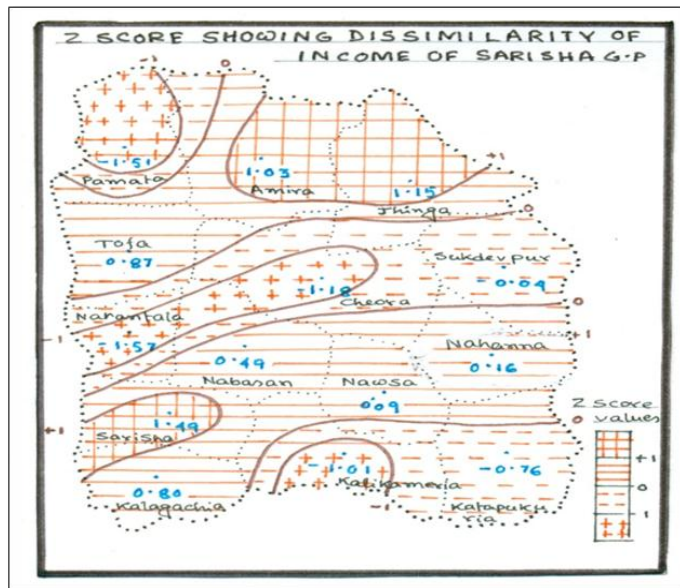 Z SCORE SHOWING DISSIMILARITY OF
INCOME OF SARISHA G.P
-1
0
-1.51
Pamata
1.03
Amira
1.15
Jhinga
+1
0
Tofa
0.87
Sukdevpur
-0.04
-1.18
Cheora
0
Narantala
-1.57
-1
+1
Nahanna
0.16
0.49
Nabasan
Nawsa
0.09
0
+1
1.49
Sarisha
0.80
Kalagachia
-1.01
Kalikameria
-1
-0.76
Katapuku
ria
Z Score
values
+1
0
-1